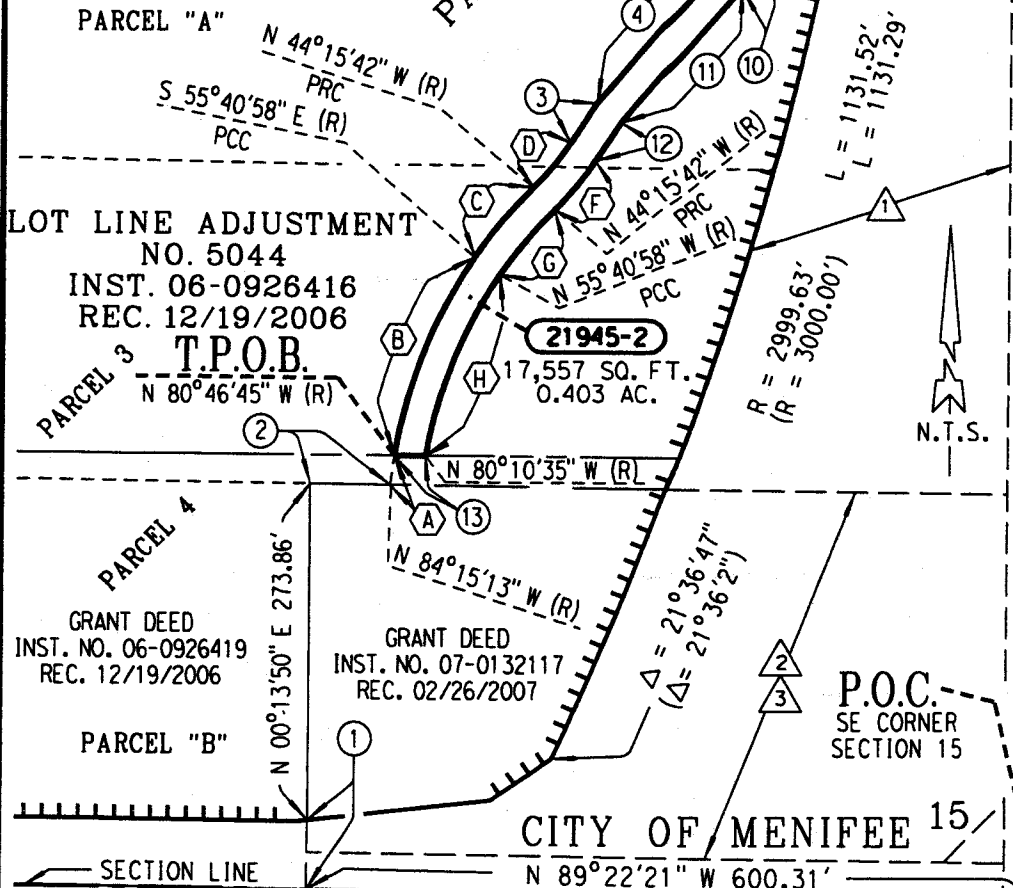 PARCEL "A"
N 44°15'42" W (R)
PRC
S 55°40'58" E (R)
PCC
4
3
11
10
D
12
C
F
N 44°15'42" W (R)
PRC
G
N 55°40'58" W (R)
PCC
L = 1131.52'
L = 1131.29'
1
LOT LINE ADJUSTMENT
NO. 5044
INST. 06-0926416
REC. 12/19/2006
B
T.P.O.B.
N 80°46'45" W (R)
PARCEL 3
21945-2
17,557 SQ. FT.
0.403 AC.
H
R = 2999.63'
(R = 3000.00')
N
N.T.S.
2
N 80°10'35" W (R)
A
13
PARCEL 4
N 84°15'13" W (R)
N 00°13'50" E 273.86'
GRANT DEED
INST. NO. 06-0926419
REC. 12/19/2006
GRANT DEED
INST. NO. 07-0132117
REC. 02/26/2007
Δ = 21°36'47"
(Δ= 21°36'2")
2
3
P.O.C.
SE CORNER
SECTION 15
PARCEL "B"
1
CITY OF MENIFEE
15
SECTION LINE
N 89°22'21" W 600.31'